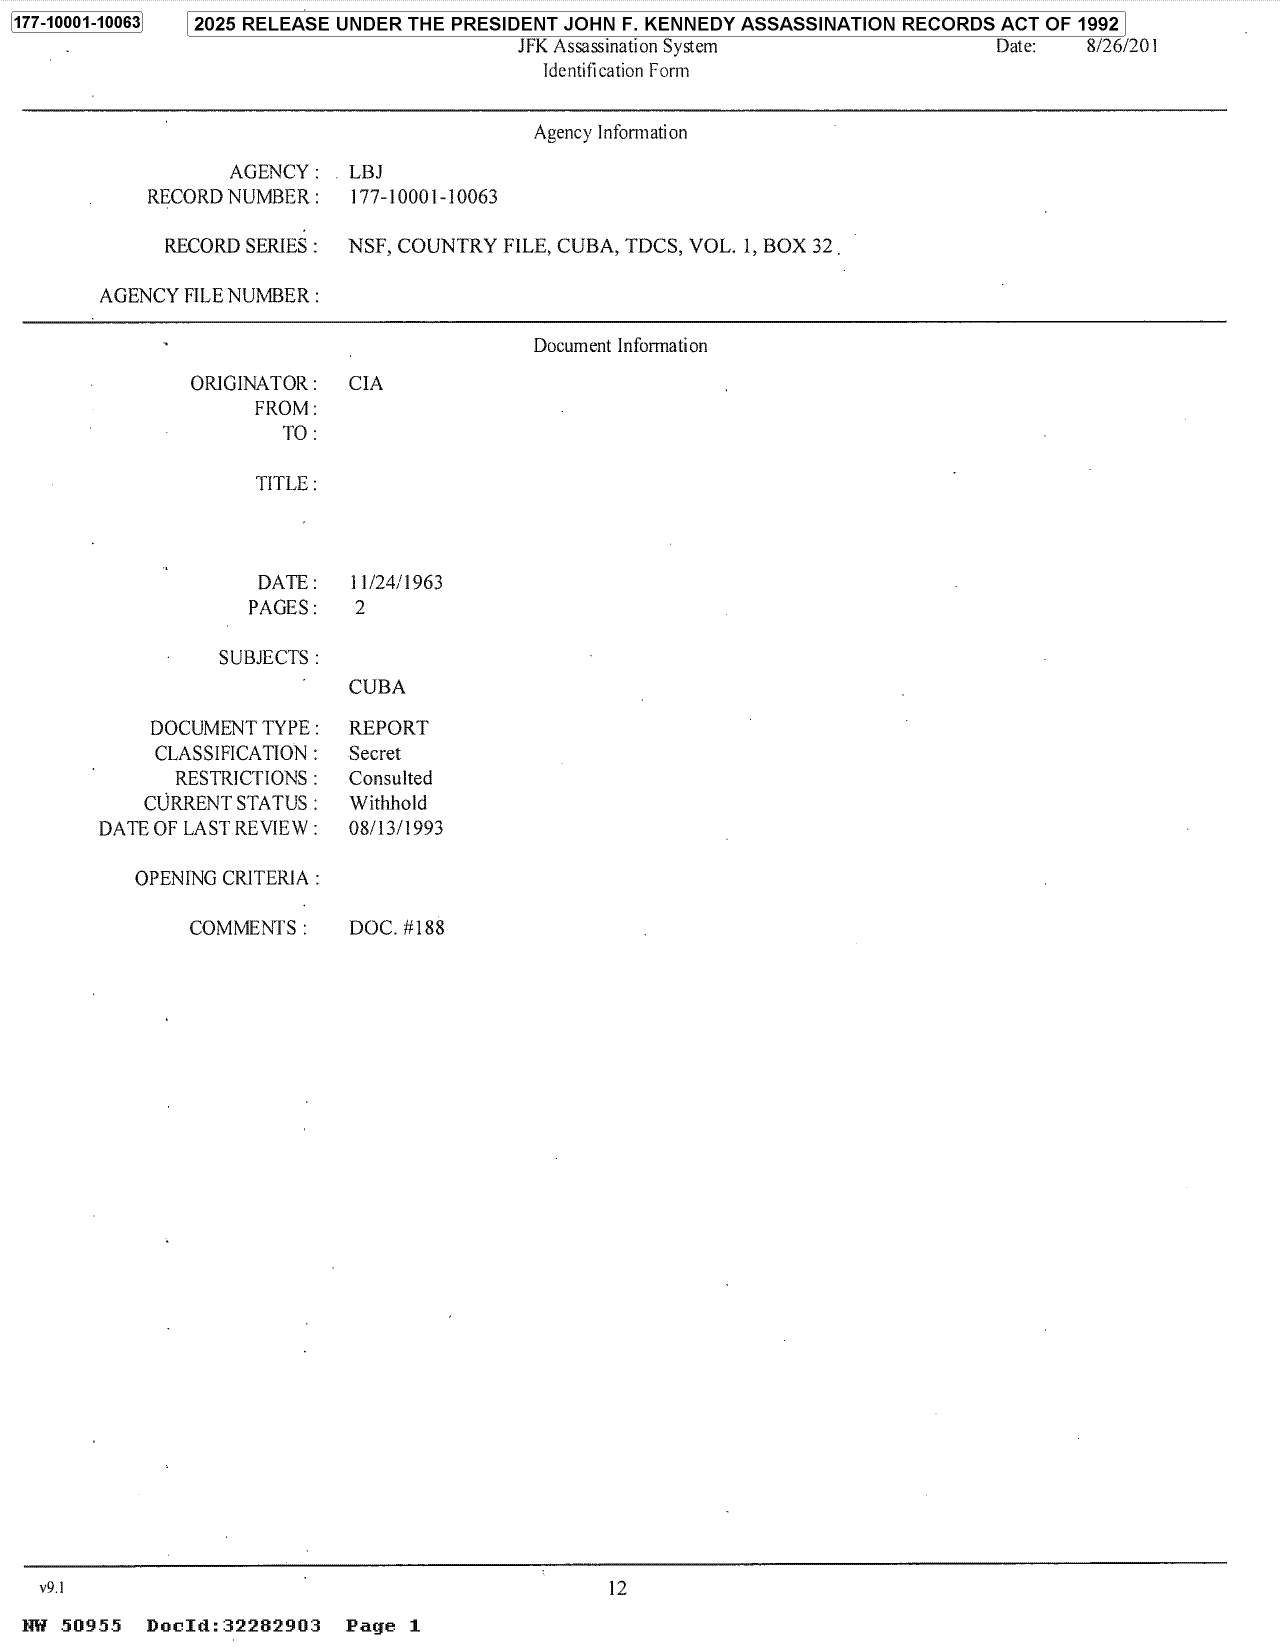 177-10001-10063
2025 RELEASE UNDER THE PRESIDENT JOHN F. KENNEDY ASSASSINATION RECORDS ACT OF 1992
JFK Assassination System Date: 8/26/201
Identification Form
Agency Information
AGENCY : LBJ
RECORD NUMBER : 177-10001-10063
RECORD SERIES : NSF, COUNTRY FILE, CUBA, TDCS, VOL. 1, BOX 32
AGENCY FILE NUMBER :
Document Information
ORIGINATOR : CIA
FROM :
TO :
TITLE :
DATE : 11/24/1963
PAGES : 2
SUBJECTS :
CUBA
DOCUMENT TYPE : REPORT
CLASSIFICATION : Secret
RESTRICTIONS : Consulted
CURRENT STATUS : Withhold
DATE OF LAST REVIEW : 08/13/1993
OPENING CRITERIA :
COMMENTS : DOC. #188
v9.1 12
NW 50955 DocId:32282903 Page 1